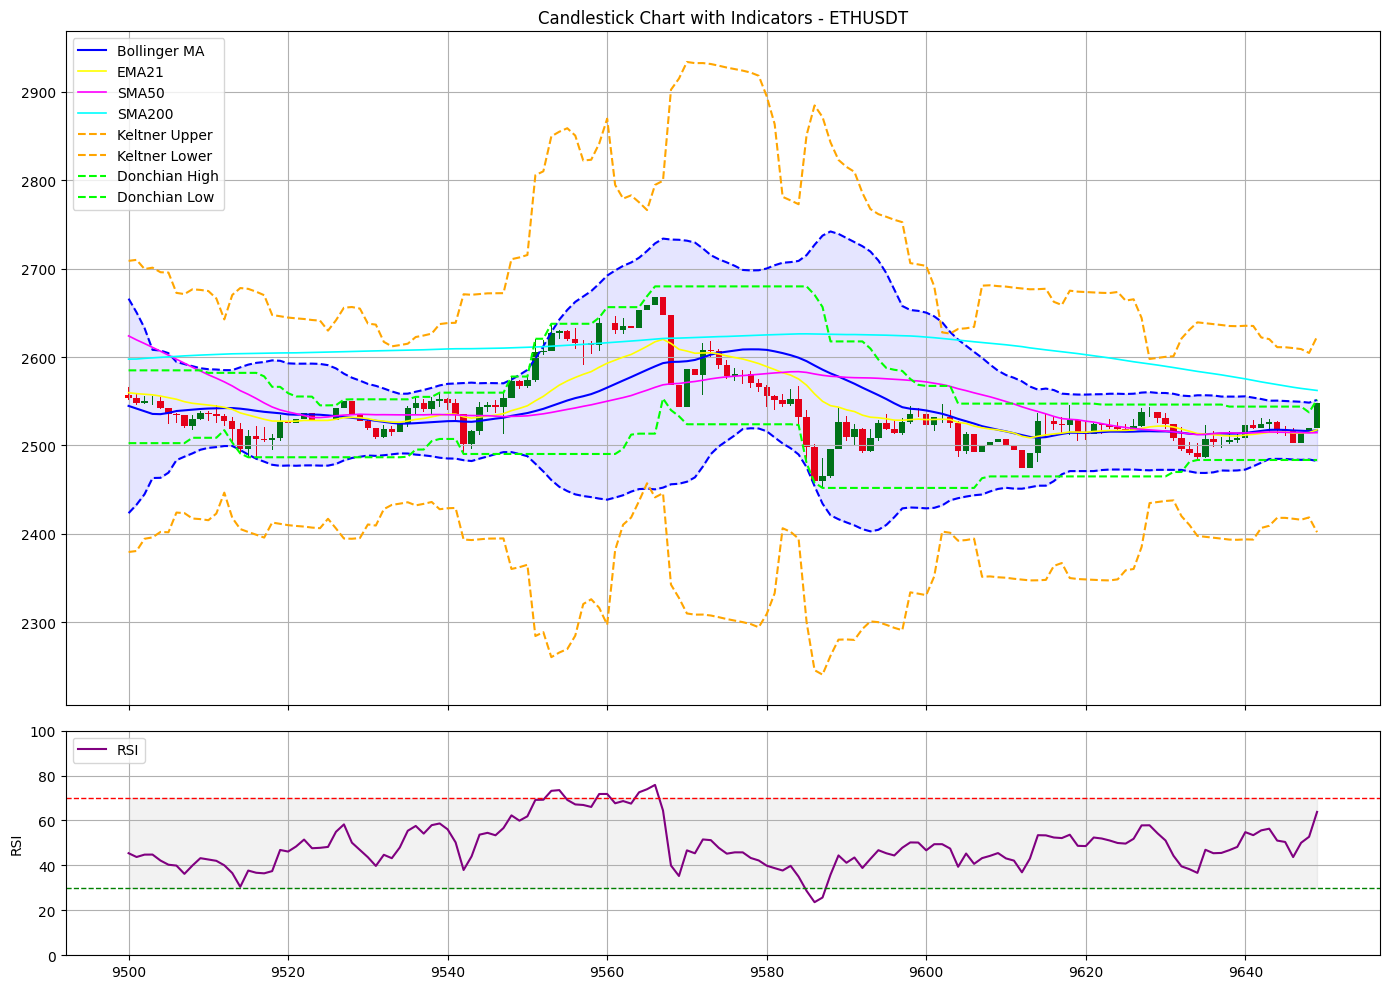 Candlestick Chart with Indicators - ETHUSDT
Bollinger MA
EMA21
SMA50
SMA200
Keltner Upper
Keltner Lower
Donchian High
Donchian Low
2900
2800
2700
2600
2500
2400
2300
RSI
100
80
60
40
20
0
RSI
9500
9520
9540
9560
9580
9600
9620
9640